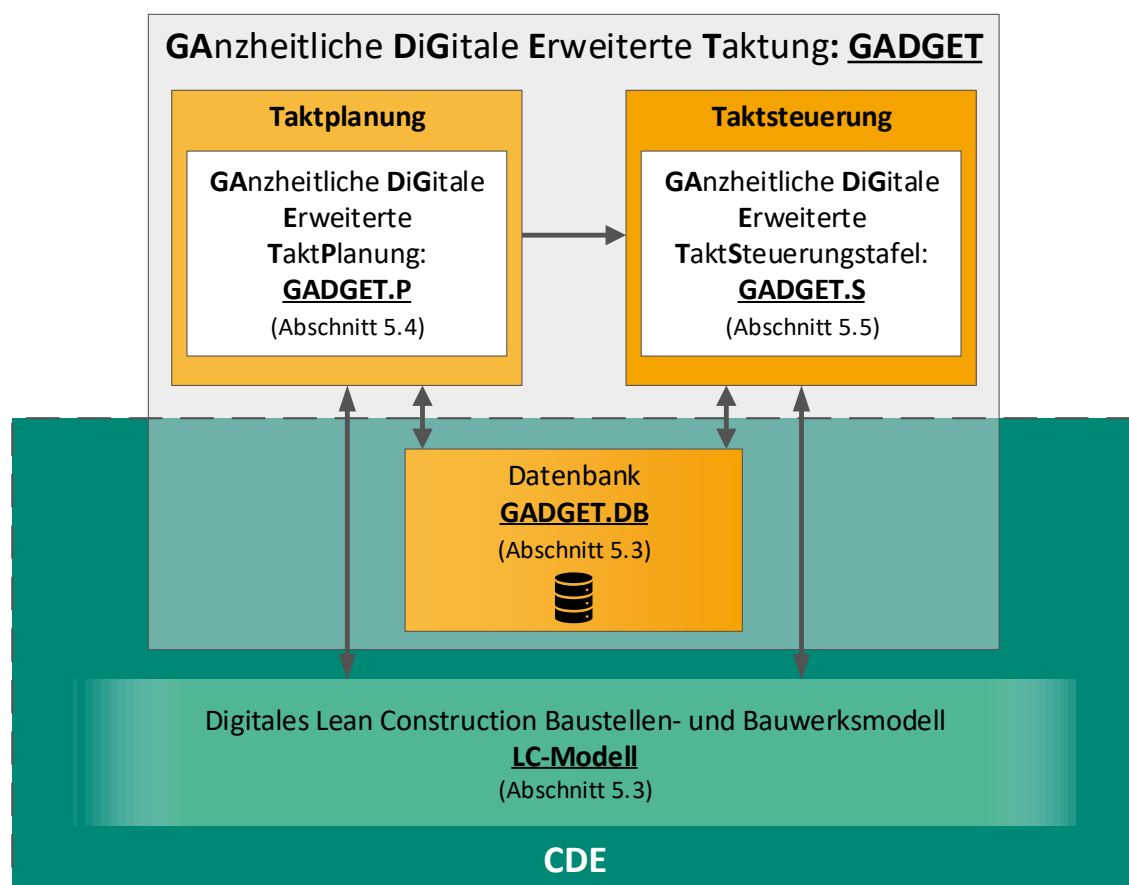 GAnzheitliche DiGitale Erweiterte Taktung: GADGET
Taktplanung
GAnzheitliche DiGitale
Erweiterte
TaktPlanung:
GADGET.P
(Abschnitt 5.4)
Taktsteuerung
GAnzheitliche DiGitale
Erweiterte
TaktSteuerungstafel:
GADGET.S
(Abschnitt 5.5)
Datenbank
GADGET.DB
(Abschnitt 5.3)
Digitales Lean Construction Baustellen- und Bauwerksmodell
LC-Modell
(Abschnitt 5.3)
CDE